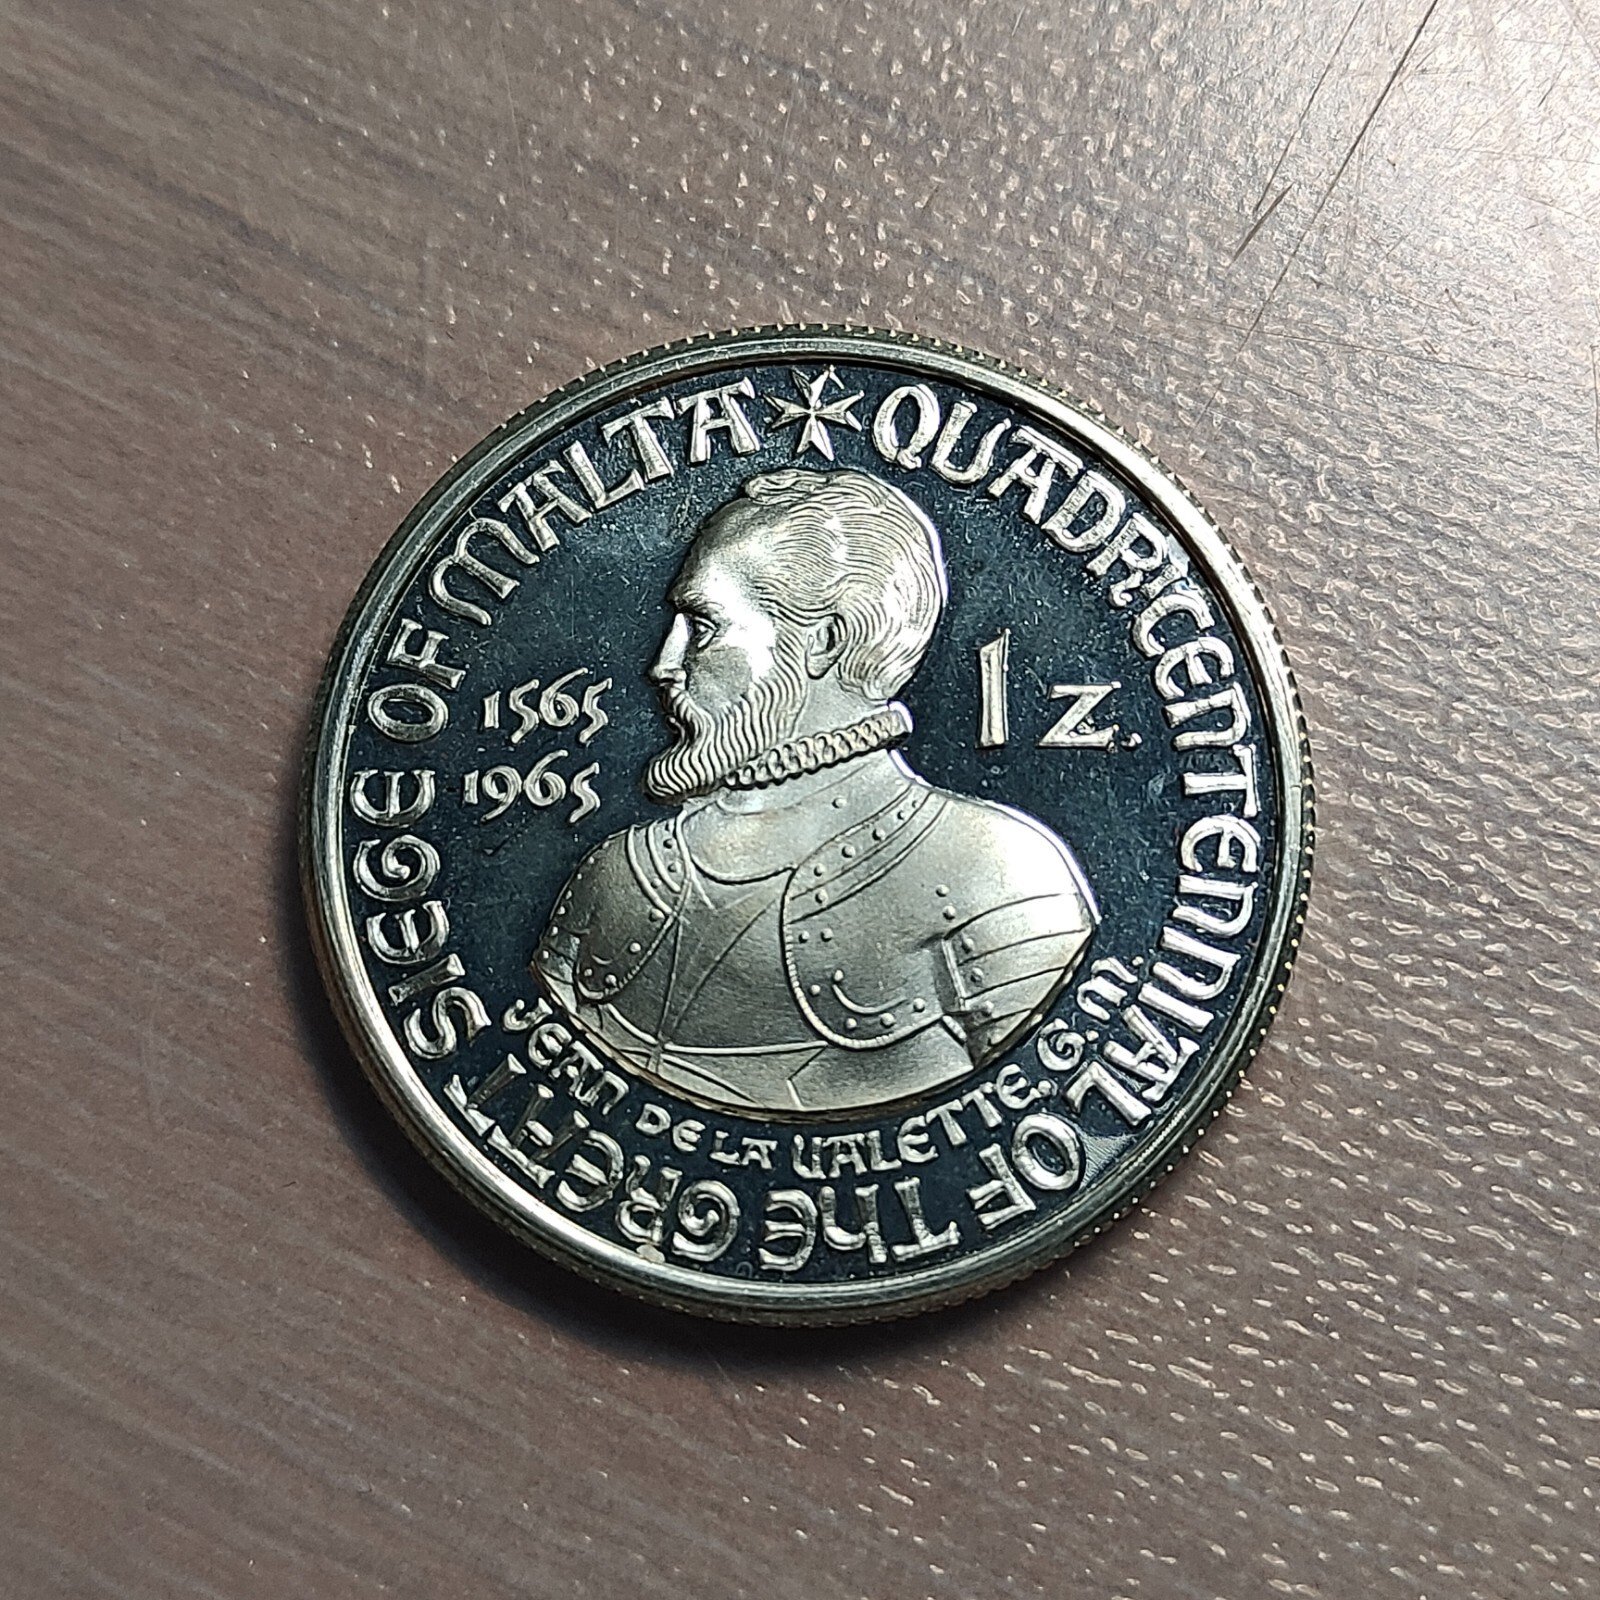 QUADRICENTENNIAL OF THE GREAT SIEGE OF MALTA
1565
1965
1 Z.
JEAN DE LA VALETTE. G. M.